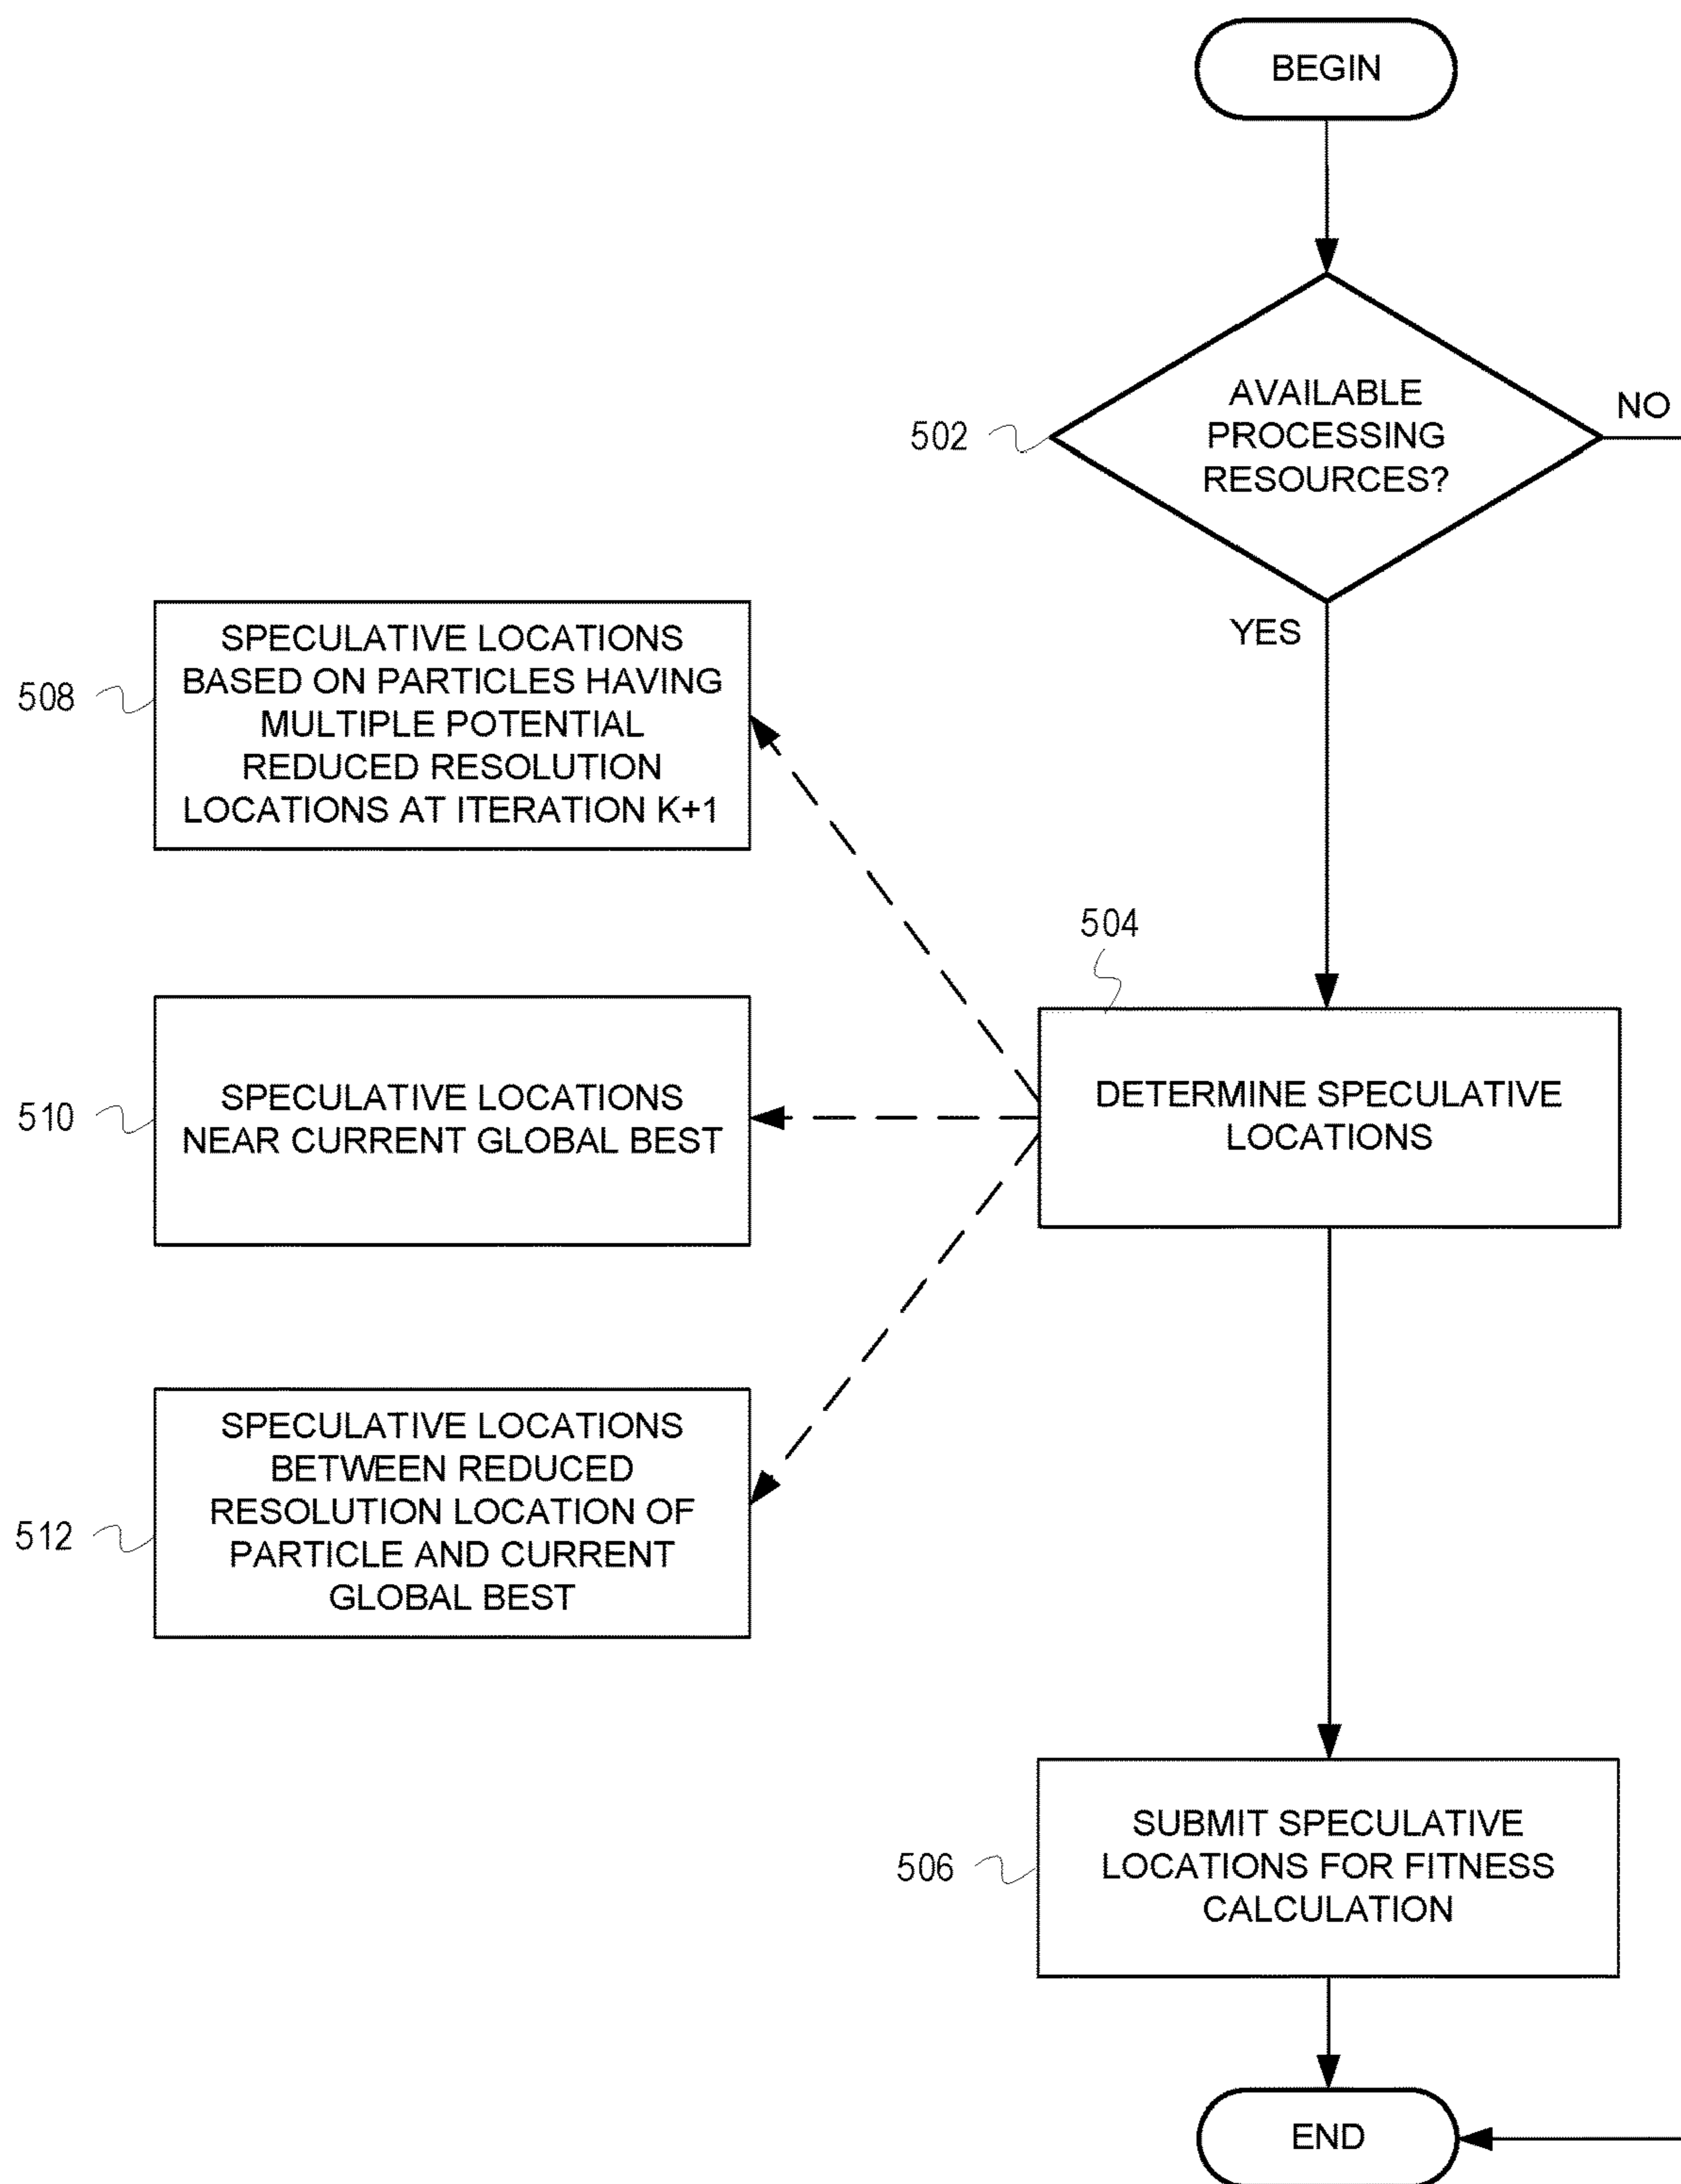 BEGIN
AVAILABLE
PROCESSING
RESOURCES?
NO
502
YES
SPECULATIVE LOCATIONS
BASED ON PARTICLES HAVING
MULTIPLE POTENTIAL
REDUCED RESOLUTION
LOCATIONS AT ITERATION K+1
508
504
DETERMINE SPECULATIVE
LOCATIONS
SPECULATIVE LOCATIONS
NEAR CURRENT GLOBAL BEST
510
SPECULATIVE LOCATIONS
BETWEEN REDUCED
RESOLUTION LOCATION OF
PARTICLE AND CURRENT
GLOBAL BEST
512
SUBMIT SPECULATIVE
LOCATIONS FOR FITNESS
CALCULATION
506
END